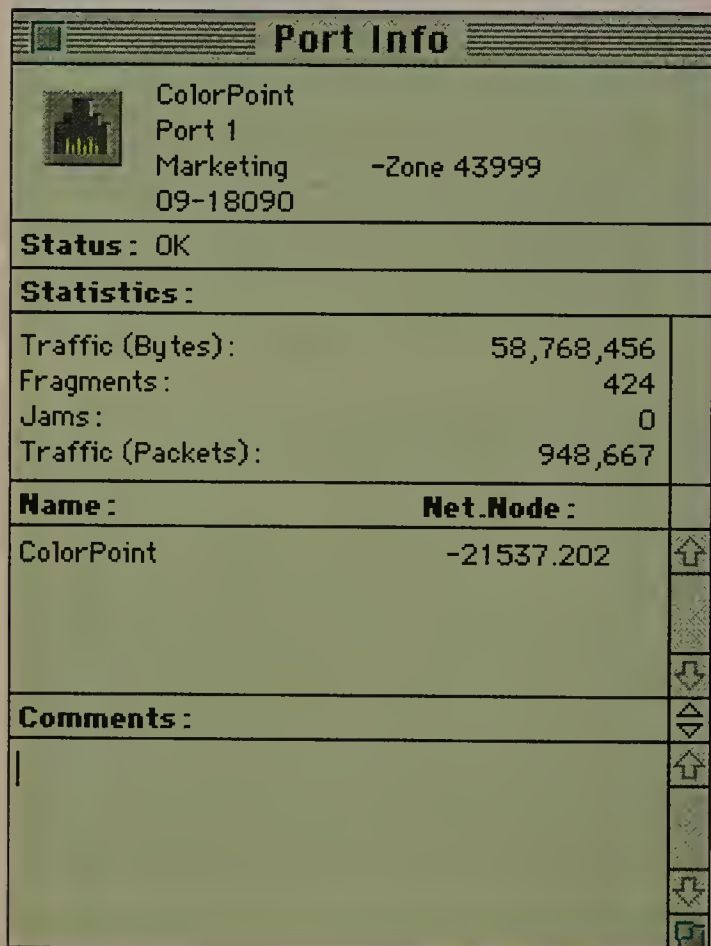 Port Info
ColorPoint
Port 1
Marketing -Zone 43999
09-18090
Status: OK
Statistics:
Traffic (Bytes): 58,768,456
Fragments: 424
Jams: 0
Traffic (Packets): 948,667
Name: Net.Node:
ColorPoint -21537.202
Comments: